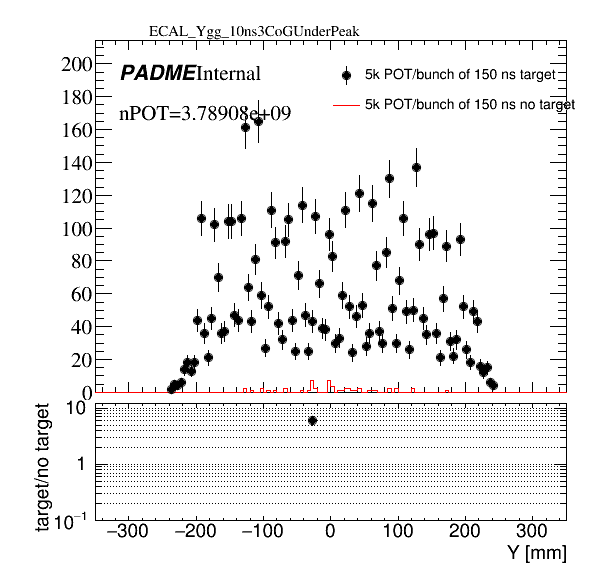 ECAL_Ygg_10ns3CoGUnderPeak
PADME Internal
nPOT=3.78908e+09
5k POT/bunch of 150 ns target
5k POT/bunch of 150 ns no target
200
180
160
140
120
100
80
60
40
20
0
target/no target
10
1
10−1
−300 −200 −100 0 100 200 300
Y [mm]